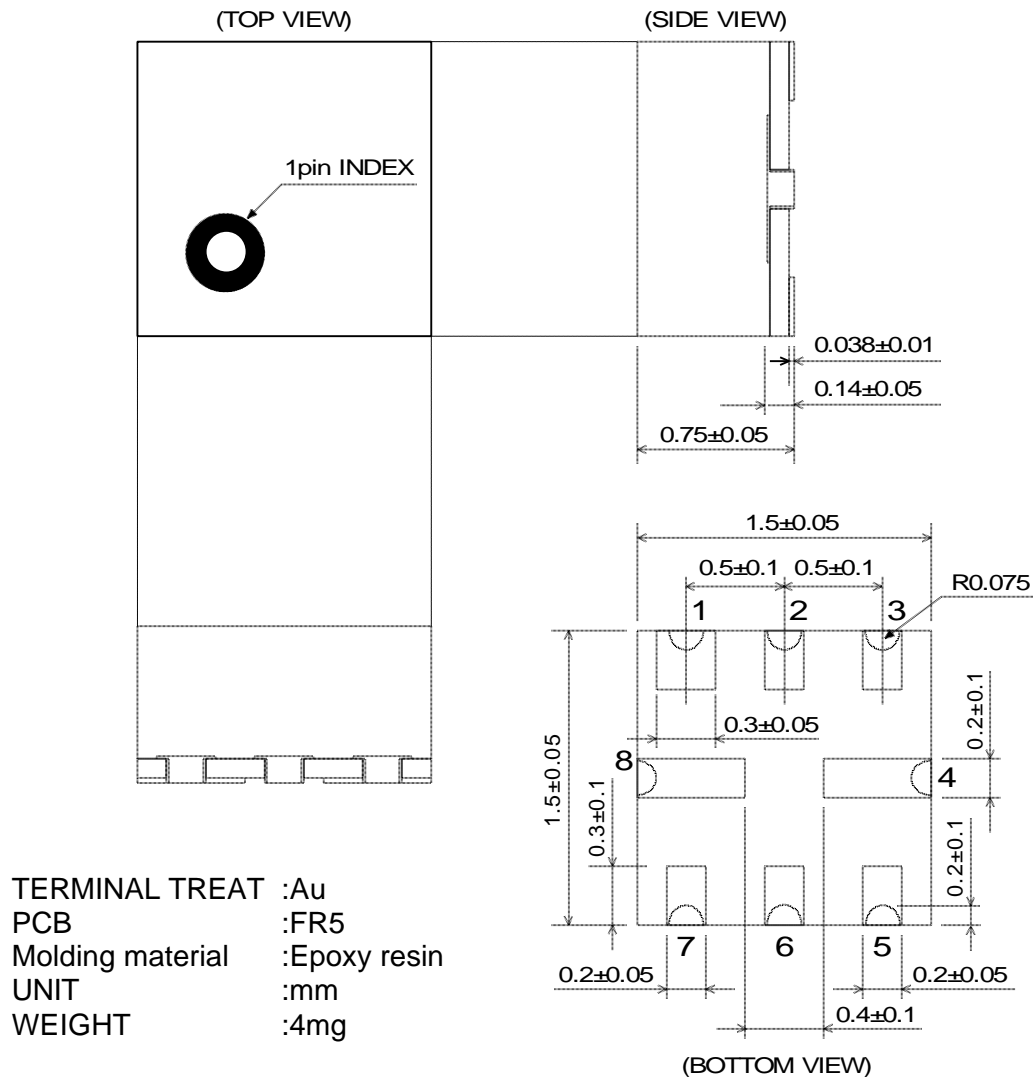 (TOP VIEW)
(SIDE VIEW)
1pin INDEX
0.038±0.01
0.14±0.05
0.75±0.05
1.5±0.05
0.5±0.1
0.5±0.1
R0.075
1
2
3
0.3±0.05
0.2±0.1
8
4
1.5±0.05
0.3±0.1
0.2±0.1
7
6
5
0.2±0.05
0.2±0.05
0.4±0.1
(BOTTOM VIEW)
TERMINAL TREAT :Au
PCB :FR5
Molding material :Epoxy resin
UNIT :mm
WEIGHT :4mg